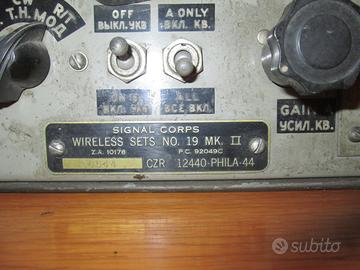 R/T
Т.Н. МОД
OFF
ВЫКЛ. УКВ
A ONLY
ВКЛ. КВ.
ALL
ВСЕ ВКЛ.
GAIN
УСИЛ. КВ.
SIGNAL CORPS
WIRELESS SETS NO. 19 MK. II
Z.A. 10178 P.C. 92049C
CZR 12440-PHILA-44
subito